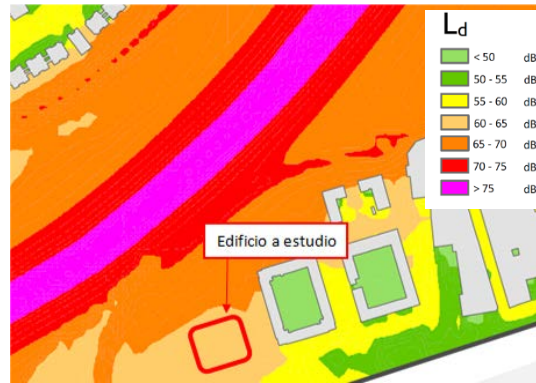 Ld
< 50 dB
50 - 55 dB
55 - 60 dB
60 - 65 dB
65 - 70 dB
70 - 75 dB
> 75 dB
Edificio a estudio